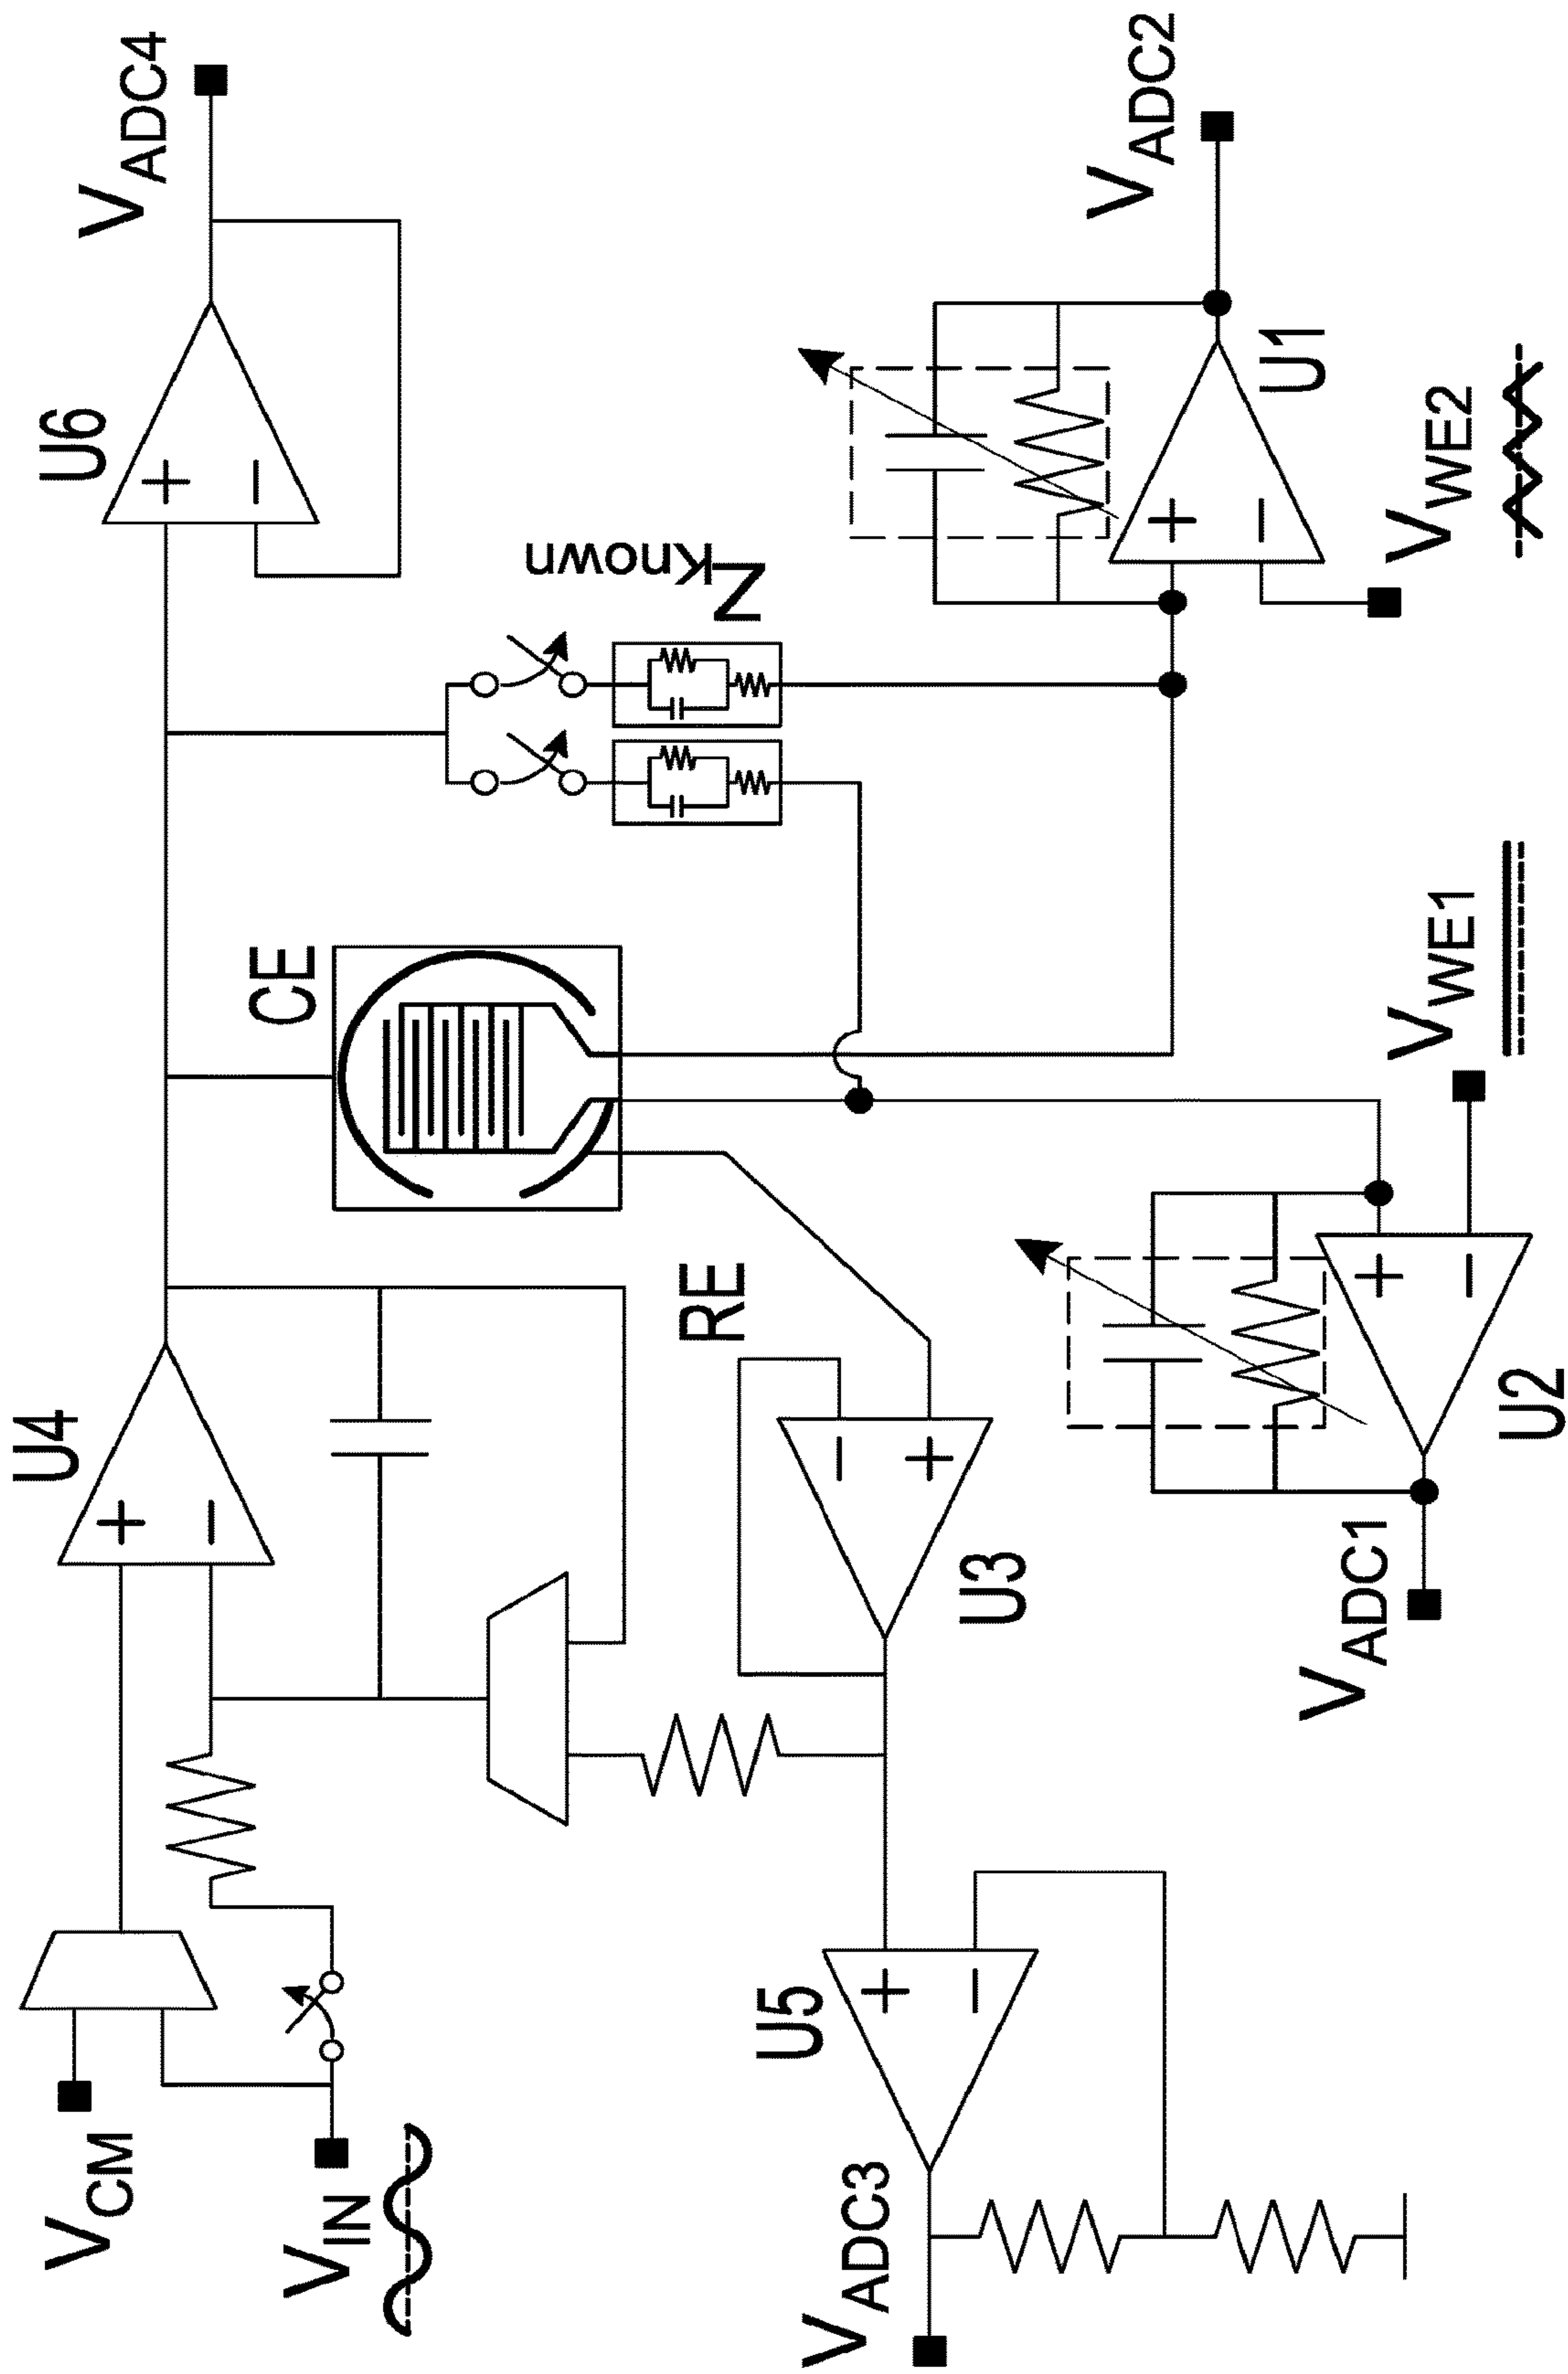 U4
U6
VADC4
VCM
VIN
CE
ZKnown
RE
U3
U5
VADC3
VADC2
U1
VWE2
VWE1
U2
VADC1
+
−
+
−
−
+
+
−
+
−
+
−